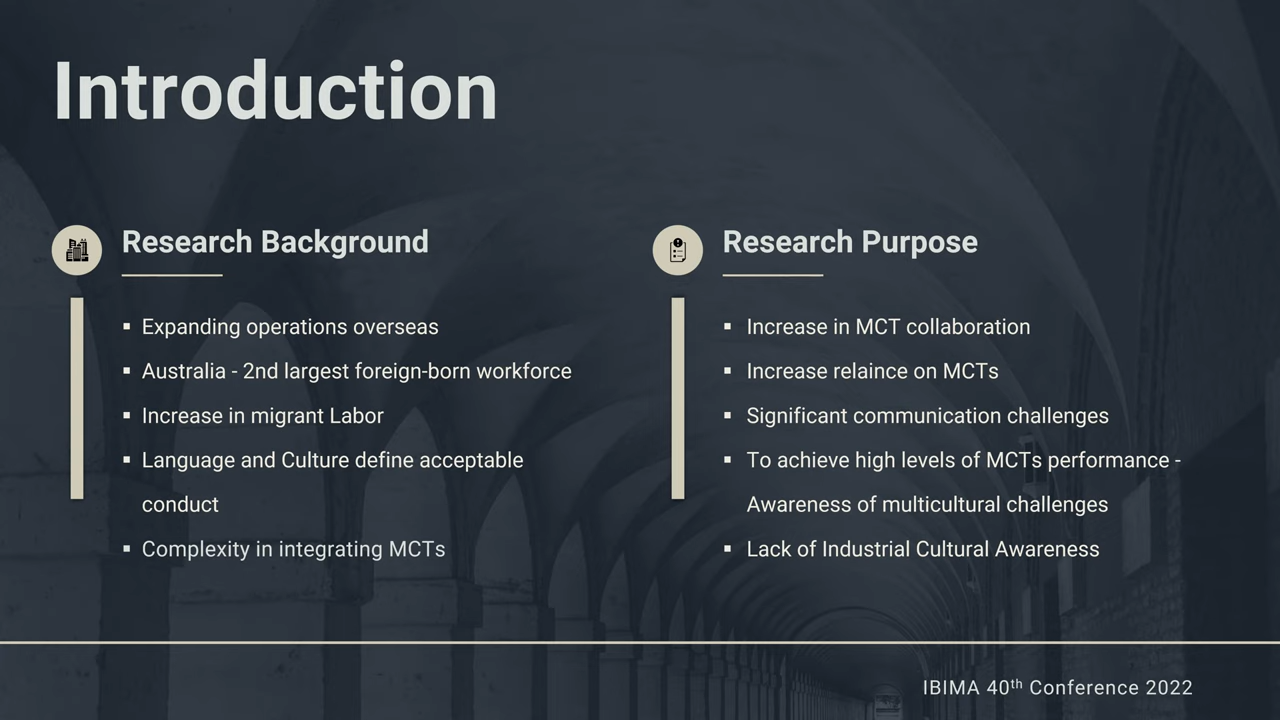 Introduction
Research Background
▪ Expanding operations overseas
▪ Australia - 2nd largest foreign-born workforce
▪ Increase in migrant Labor
▪ Language and Culture define acceptable
conduct
▪ Complexity in integrating MCTs
Research Purpose
▪ Increase in MCT collaboration
▪ Increase relaince on MCTs
▪ Significant communication challenges
▪ To achieve high levels of MCTs performance -
Awareness of multicultural challenges
▪ Lack of Industrial Cultural Awareness
IBIMA 40th Conference 2022